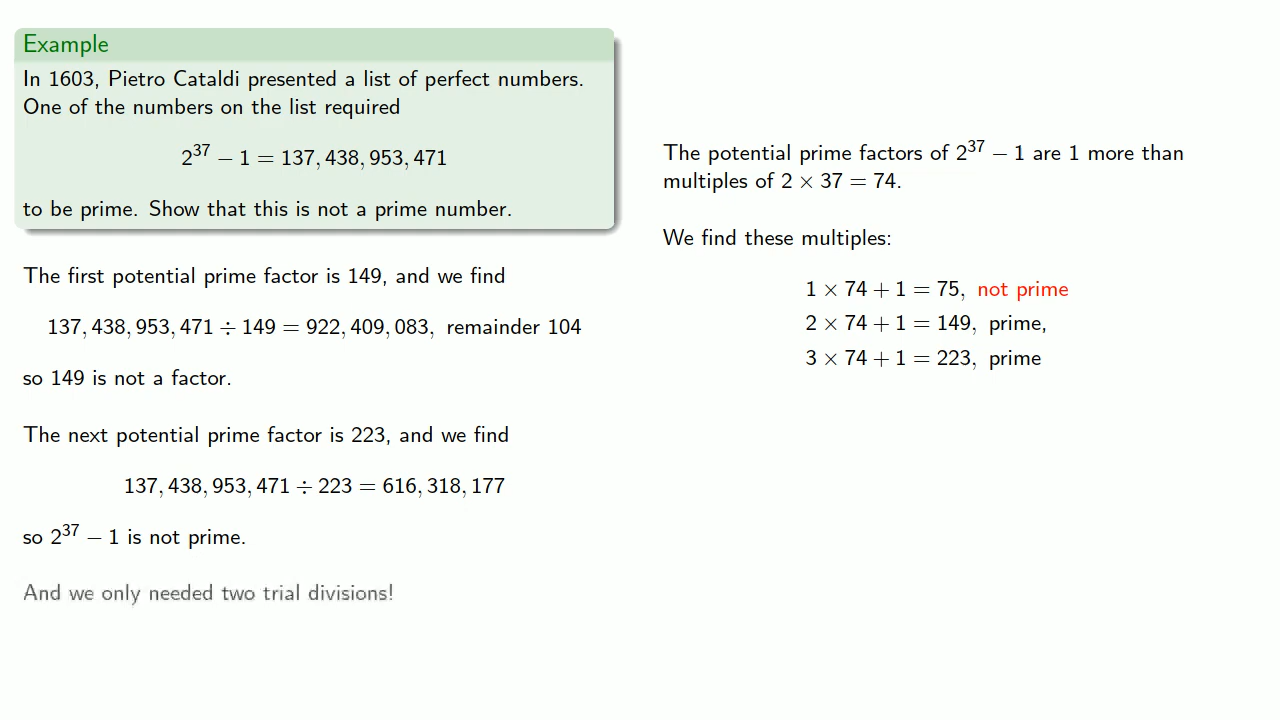 Example
In 1603, Pietro Cataldi presented a list of perfect numbers.
One of the numbers on the list required
2³⁷ − 1 = 137, 438, 953, 471
to be prime. Show that this is not a prime number.
The first potential prime factor is 149, and we find
137, 438, 953, 471 ÷ 149 = 922, 409, 083, remainder 104
so 149 is not a factor.
The next potential prime factor is 223, and we find
137, 438, 953, 471 ÷ 223 = 616, 318, 177
so 2³⁷ − 1 is not prime.
And we only needed two trial divisions!
The potential prime factors of 2³⁷ − 1 are 1 more than
multiples of 2 × 37 = 74.
We find these multiples:
1 × 74 + 1 = 75, not prime
2 × 74 + 1 = 149, prime,
3 × 74 + 1 = 223, prime